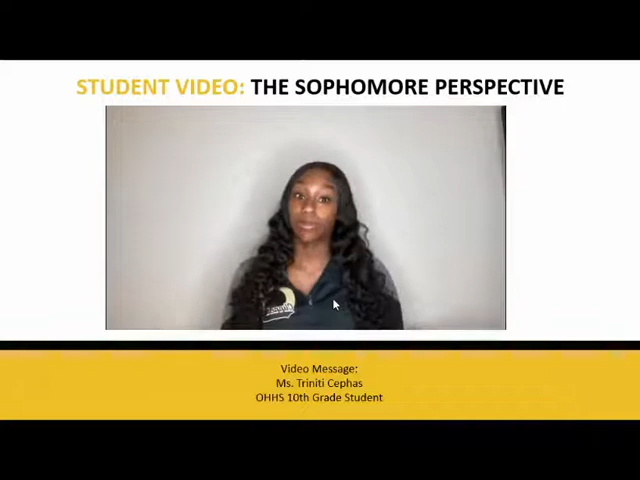 STUDENT VIDEO: THE SOPHOMORE PERSPECTIVE
Video Message:
Ms. Triniti Cephas
OHHS 10th Grade Student